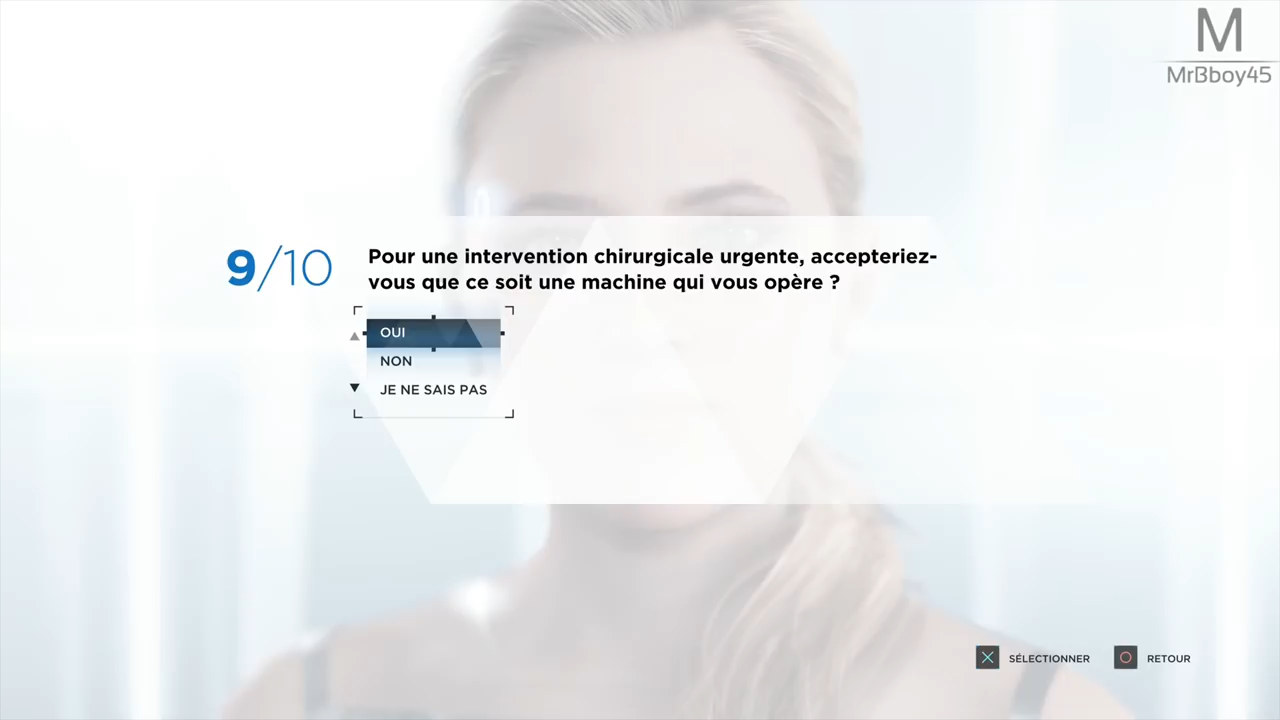 M
MrBboy45
9/10
Pour une intervention chirurgicale urgente, accepteriez-
vous que ce soit une machine qui vous opère ?
OUI
NON
JE NE SAIS PAS
SÉLECTIONNER
RETOUR